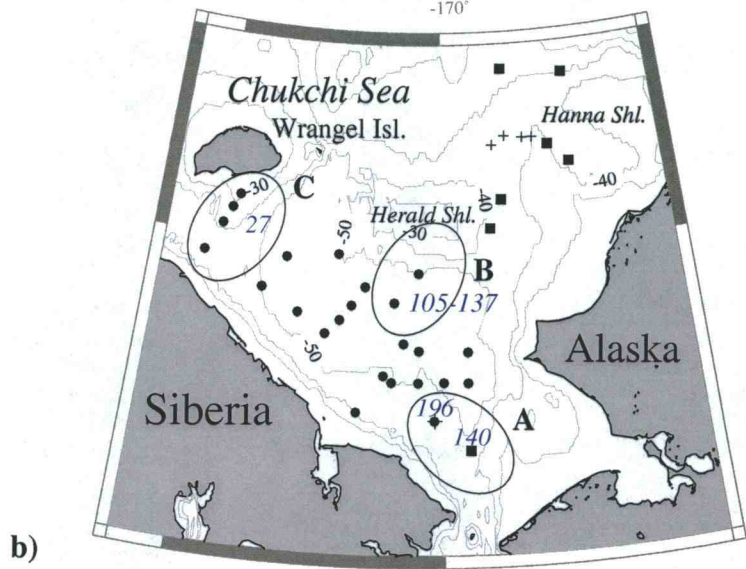 -170°
Chukchi Sea
Wrangel Isl.
Hanna Shl.
-30
C
-40
27
-50
-40
Herald Shl.
-30
B
105-137
-50
Alaska
Siberia
196
A
140
b)